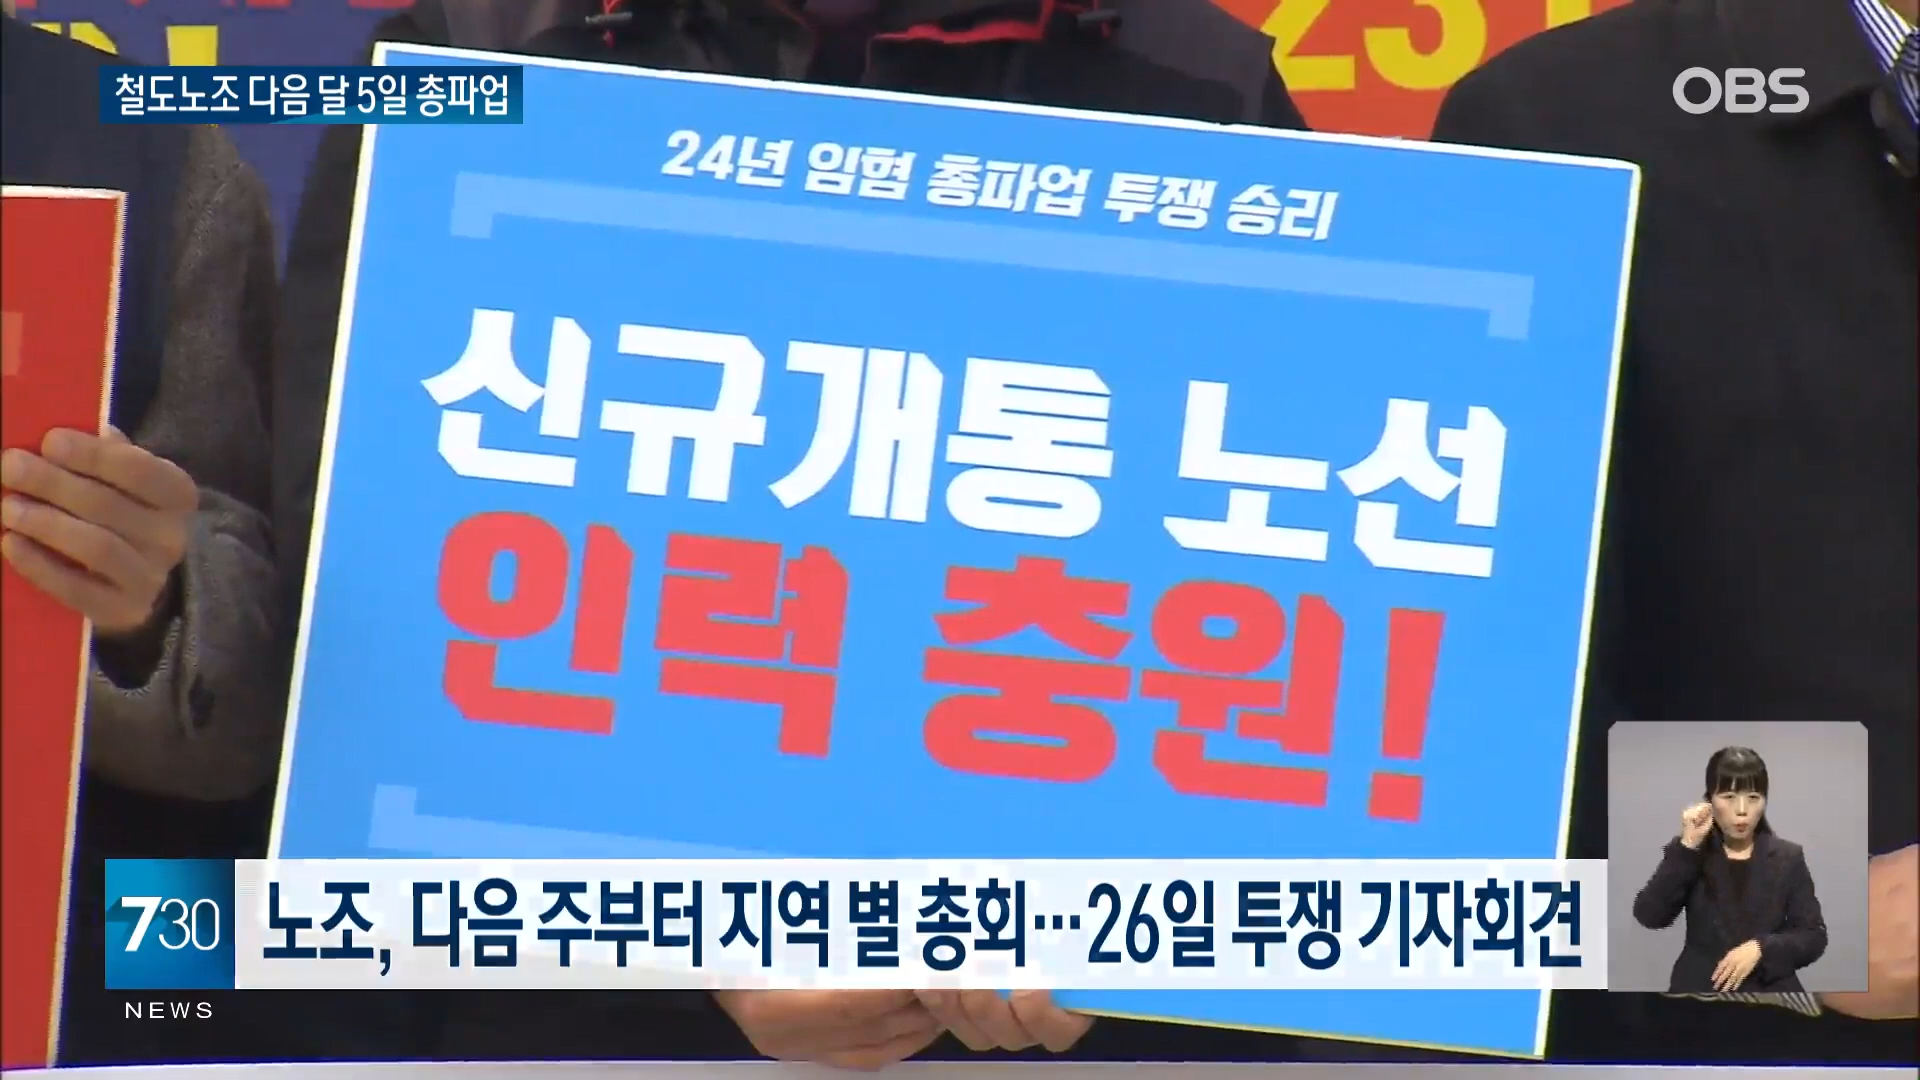 철도노조 다음 달 5일 총파업
OBS
231
24년 임협 총파업 투쟁 승리
신규개통 노선
인력 충원!
730
노조, 다음 주부터 지역 별 총회…26일 투쟁 기자회견
NEWS